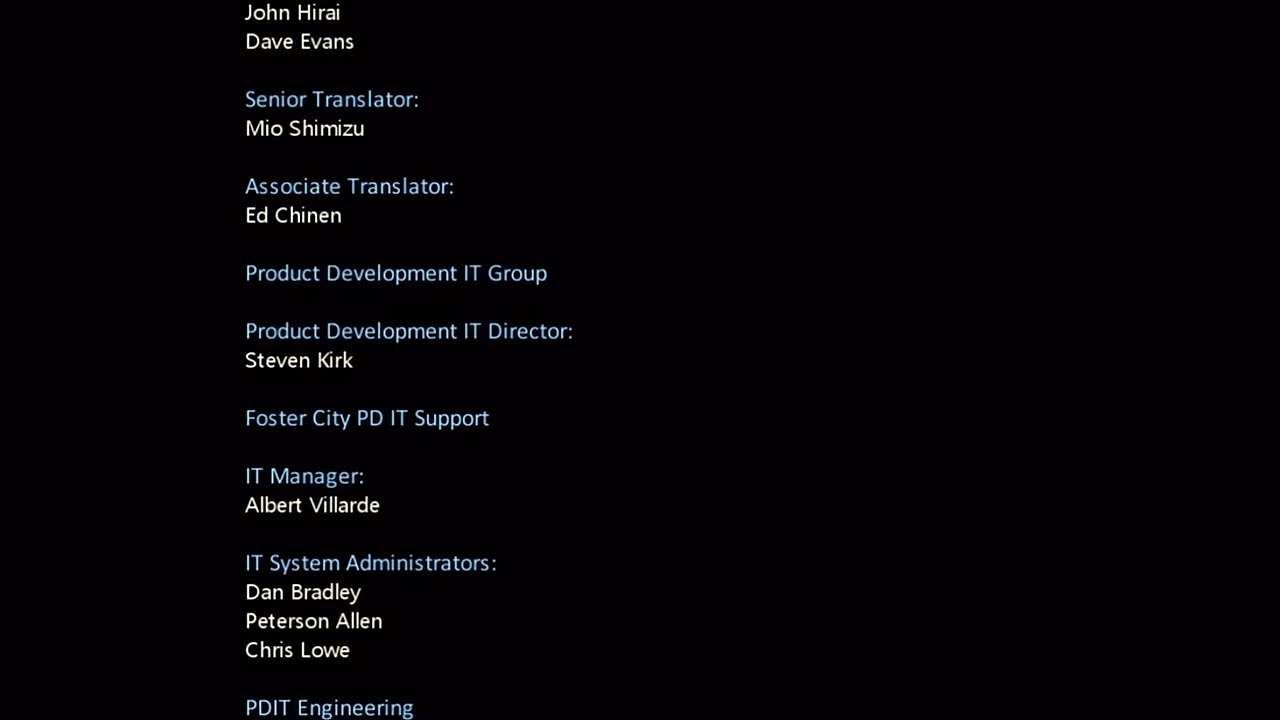 John Hirai
Dave Evans
Senior Translator:
Mio Shimizu
Associate Translator:
Ed Chinen
Product Development IT Group
Product Development IT Director:
Steven Kirk
Foster City PD IT Support
IT Manager:
Albert Villarde
IT System Administrators:
Dan Bradley
Peterson Allen
Chris Lowe
PDIT Engineering